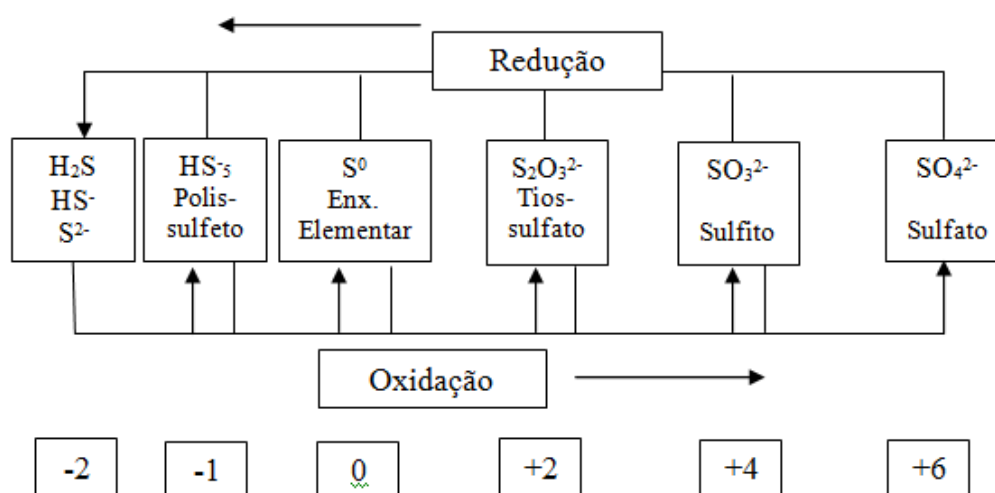 Redução
H₂S
HS⁻
S²⁻
HS⁻₅
Polis-
sulfeto
S⁰
Enx.
Elementar
S₂O₃²⁻
Tios-
sulfato
SO₃²⁻
Sulfito
SO₄²⁻
Sulfato
Oxidação
-2
-1
0
+2
+4
+6